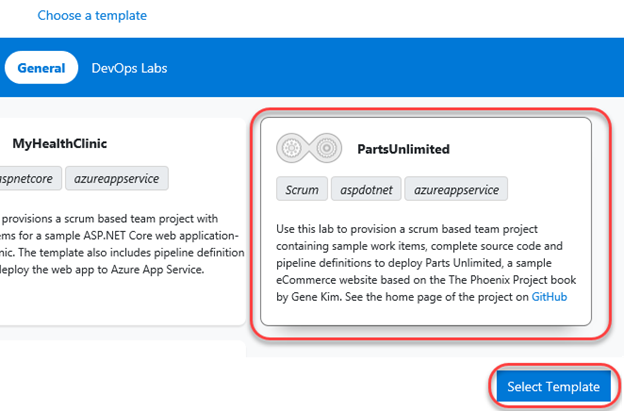 Choose a template
General
DevOps Labs
MyHealthClinic
aspnetcore
azureappservice
provisions a scrum based team project with
ems for a sample ASP.NET Core web application-
nic. The template also includes pipeline definition
deploy the web app to Azure App Service.
PartsUnlimited
Scrum
aspdotnet
azureappservice
Use this lab to provision a scrum based team project
containing sample work items, complete source code and
pipeline definitions to deploy Parts Unlimited, a sample
eCommerce website based on the The Phoenix Project book
by Gene Kim. See the home page of the project on GitHub
Select Template